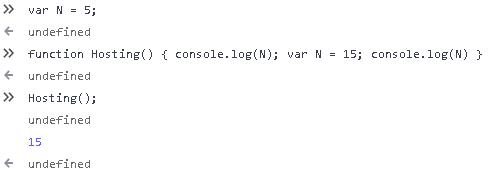 var N = 5;
undefined
function Hosting() { console.log(N); var N = 15; console.log(N) }
undefined
Hosting();
undefined
15
undefined